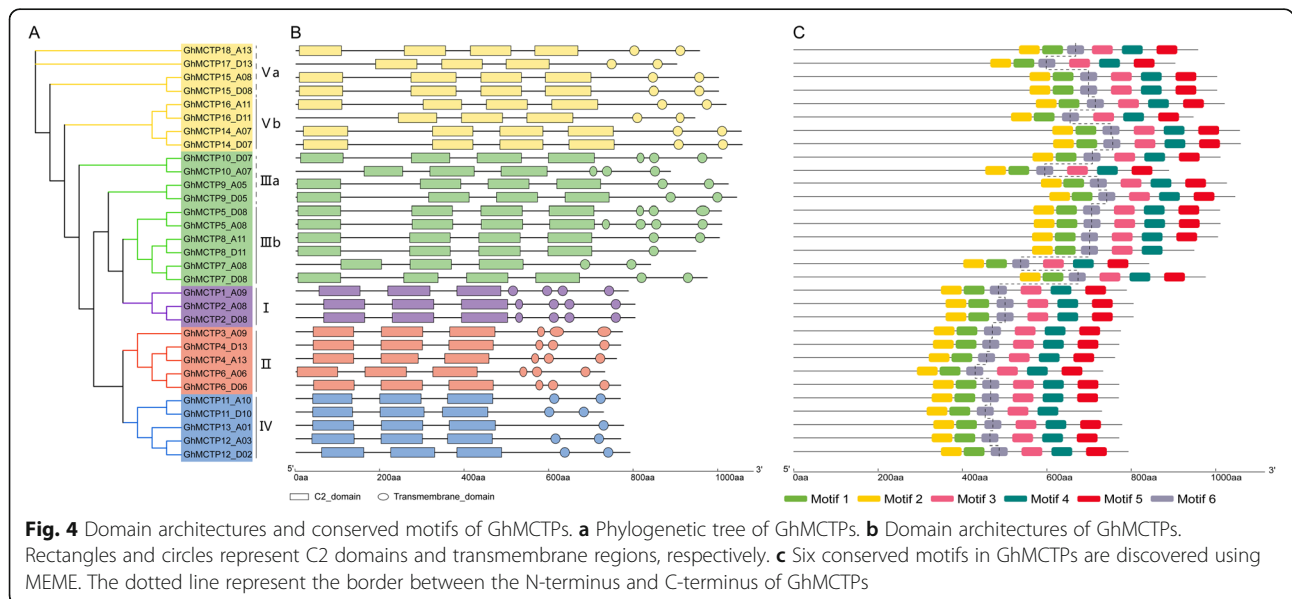 A
B
C
GhMCTP18_A13
GhMCTP17_D13
GhMCTP15_A08
GhMCTP15_D08
GhMCTP16_A11
GhMCTP16_D11
GhMCTP14_A07
GhMCTP14_D07
GhMCTP10_D07
GhMCTP10_A07
GhMCTP9_A05
GhMCTP9_D05
GhMCTP5_D08
GhMCTP5_A08
GhMCTP8_A11
GhMCTP8_D11
GhMCTP7_A08
GhMCTP7_D08
GhMCTP1_A09
GhMCTP2_A08
GhMCTP2_D08
GhMCTP3_A09
GhMCTP4_D13
GhMCTP4_A13
GhMCTP6_A06
GhMCTP6_D06
GhMCTP11_A10
GhMCTP11_D10
GhMCTP13_A01
GhMCTP12_A03
GhMCTP12_D02
Ⅴa
Ⅴb
Ⅲa
Ⅲb
Ⅰ
Ⅱ
Ⅳ
5' 3'
0aa 200aa 400aa 600aa 800aa 1000aa
C2_domain Transmembrane_domain
5' 3'
0aa 200aa 400aa 600aa 800aa 1000aa
Motif 1 Motif 2 Motif 3 Motif 4 Motif 5 Motif 6
Fig. 4 Domain architectures and conserved motifs of GhMCTPs. a Phylogenetic tree of GhMCTPs. b Domain architectures of GhMCTPs.
Rectangles and circles represent C2 domains and transmembrane regions, respectively. c Six conserved motifs in GhMCTPs are discovered using
MEME. The dotted line represent the border between the N-terminus and C-terminus of GhMCTPs